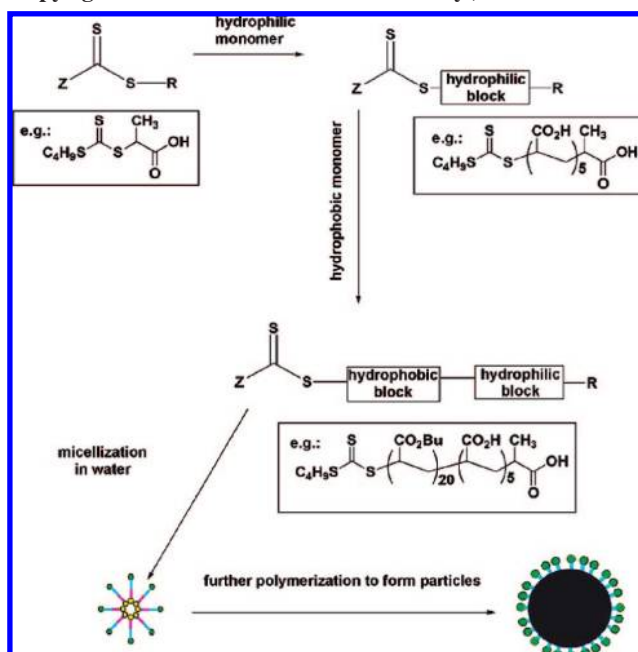 hydrophilic
monomer
S
Z
S
R
e.g.:
S
CH3
C4H9S
S
OH
O
S
Z
S
hydrophilic
block
R
e.g.:
S
CO2H
CH3
C4H9S
S
5
OH
O
hydrophobic monomer
S
Z
S
hydrophobic
block
hydrophilic
block
R
e.g.:
S
CO2Bu
CO2H
CH3
C4H9S
S
20
5
OH
O
micellization
in water
further polymerization to form particles